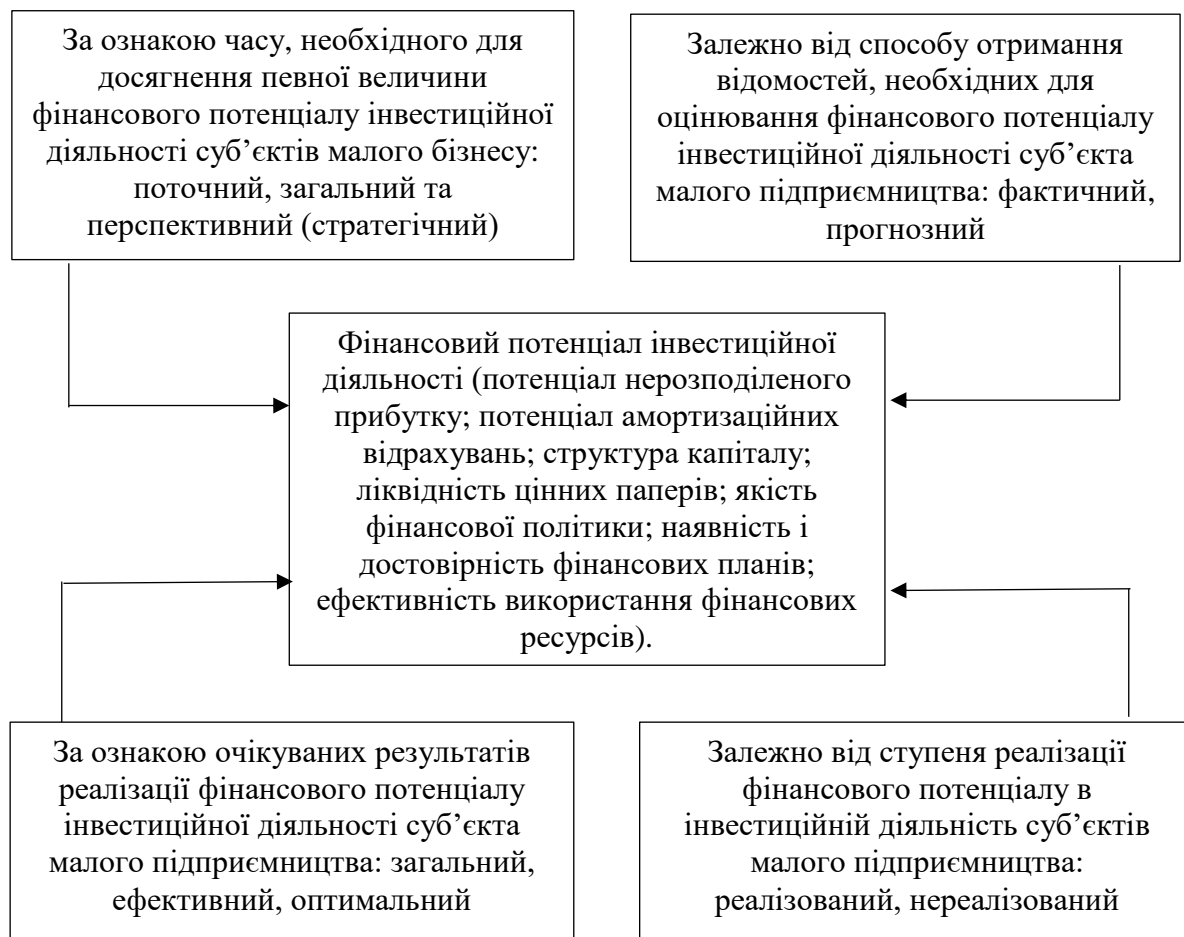 За ознакою часу, необхідного для
досягнення певної величини
фінансового потенціалу інвестиційної
діяльності суб’єктів малого бізнесу:
поточний, загальний та
перспективний (стратегічний)
Залежно від способу отримання
відомостей, необхідних для
оцінювання фінансового потенціалу
інвестиційної діяльності суб’єкта
малого підприємництва: фактичний,
прогнозний
Фінансовий потенціал інвестиційної
діяльності (потенціал нерозподіленого
прибутку; потенціал амортизаційних
відрахувань; структура капіталу;
ліквідність цінних паперів; якість
фінансової політики; наявність і
достовірність фінансових планів;
ефективність використання фінансових
ресурсів).
За ознакою очікуваних результатів
реалізації фінансового потенціалу
інвестиційної діяльності суб’єкта
малого підприємництва: загальний,
ефективний, оптимальний
Залежно від ступеня реалізації
фінансового потенціалу в
інвестиційній діяльність суб’єктів
малого підприємництва:
реалізований, нереалізований